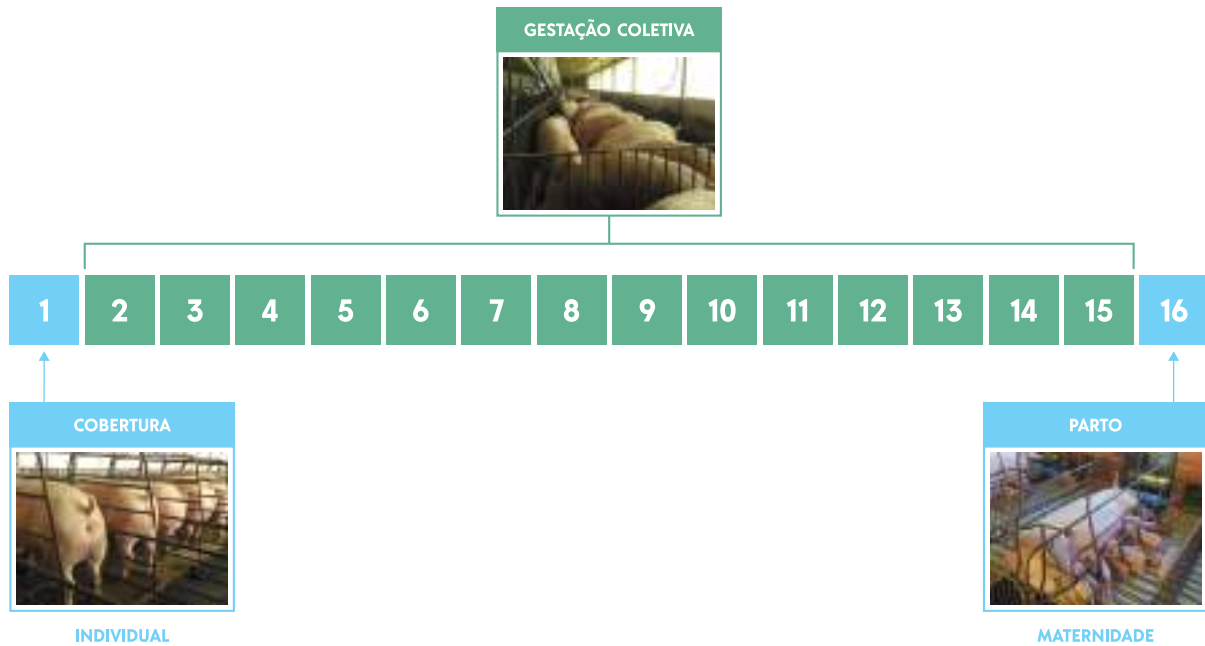 GESTAÇÃO COLETIVA
1 2 3 4 5 6 7 8 9 10 11 12 13 14 15 16
COBERTURA
PARTO
INDIVIDUAL
MATERNIDADE